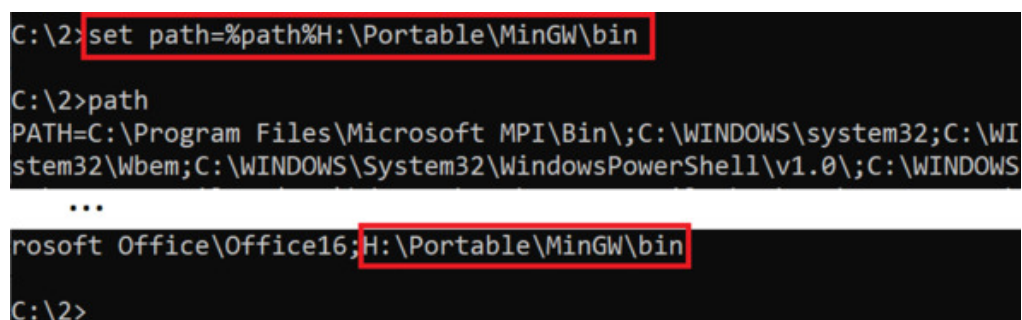 C:\2>set path=%path%H:\Portable\MinGW\bin
C:\2>path
PATH=C:\Program Files\Microsoft MPI\Bin\;C:\WINDOWS\system32;C:\WI
stem32\Wbem;C:\WINDOWS\System32\WindowsPowerShell\v1.0\;C:\WINDOWS
...
rosoft Office\Office16;H:\Portable\MinGW\bin
C:\2>